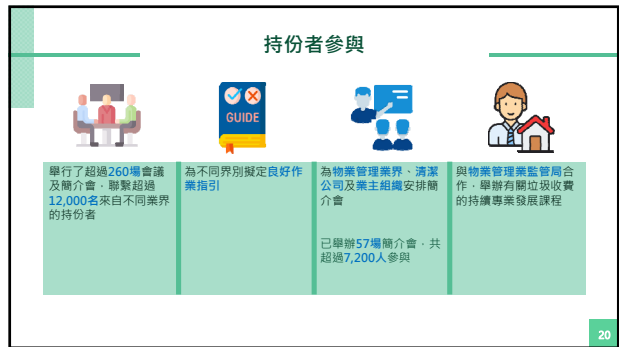 持份者參與
GUIDE
舉行了超過260場會議
及簡介會，聯繫超過
12,000名來自不同業界
的持份者
為不同界別擬定良好作
業指引
為物業管理業界、清潔
公司及業主組織安排簡
介會
已舉辦57場簡介會，共
超過7,200人參與
與物業管理業監管局合
作，舉辦有關垃圾收費
的持續專業發展課程
20